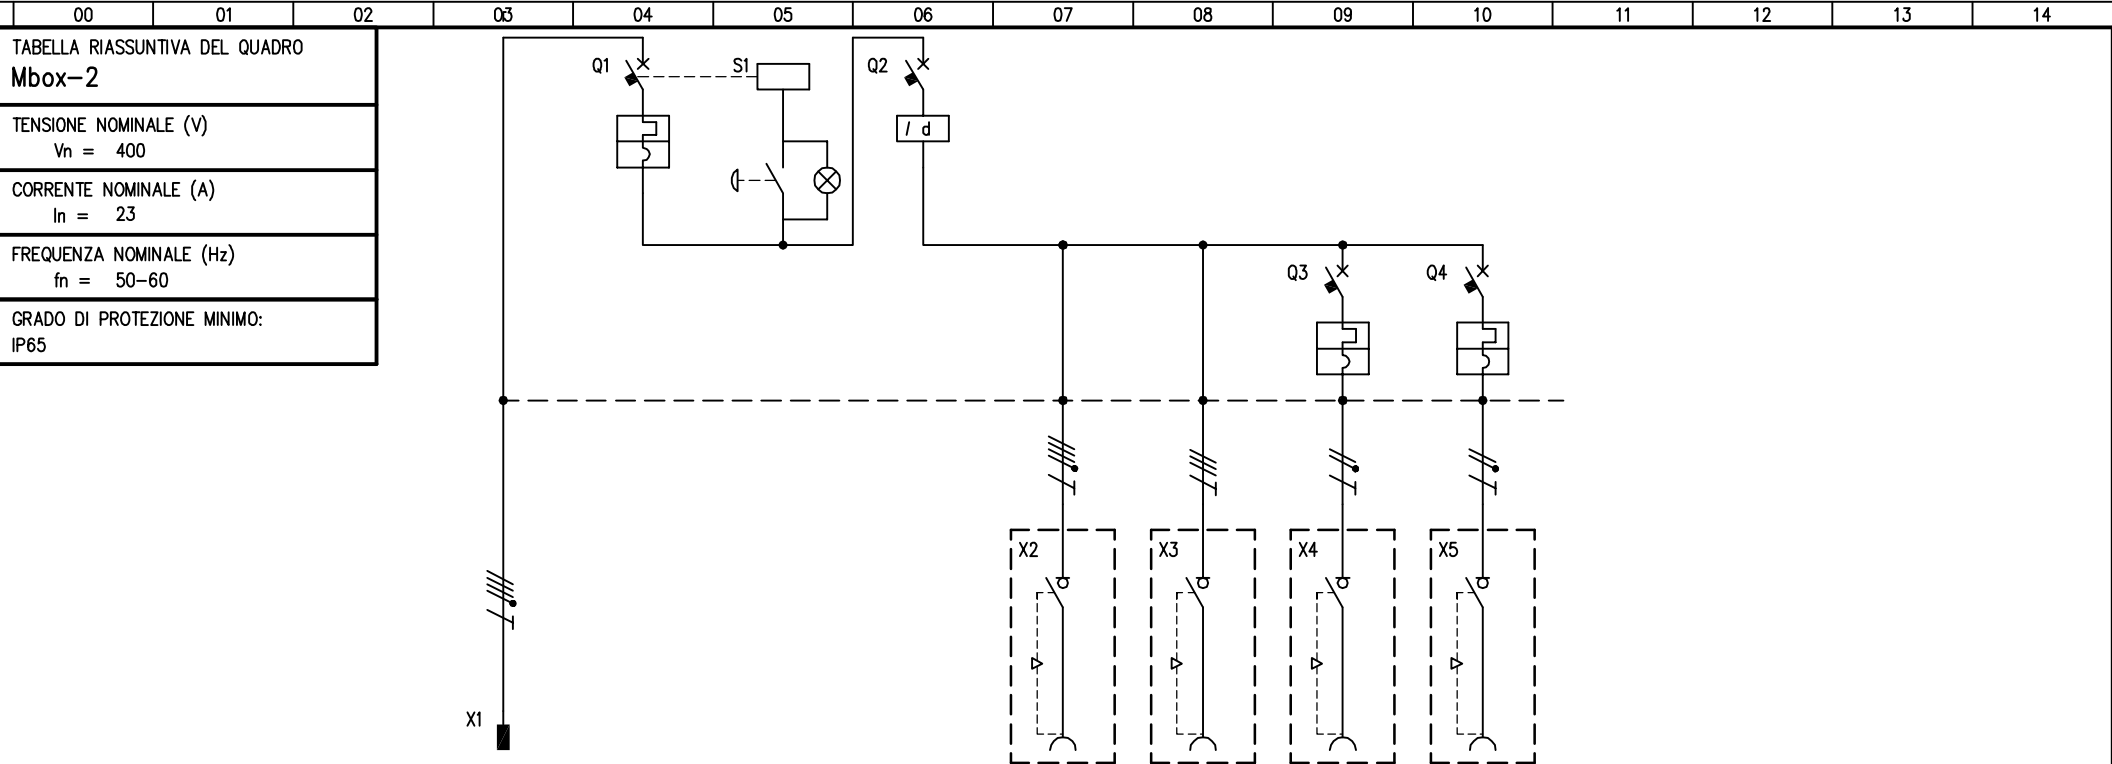 00 01 02 03 04 05 06 07 08 09 10 11 12 13 14
TABELLA RIASSUNTIVA DEL QUADRO
Mbox-2
TENSIONE NOMINALE (V)
Vn = 400
CORRENTE NOMINALE (A)
In = 23
FREQUENZA NOMINALE (Hz)
fn = 50-60
GRADO DI PROTEZIONE MINIMO:
IP65
Q1 S1 Q2
I d
Q3 Q4
X2 X3 X4 X5
X1